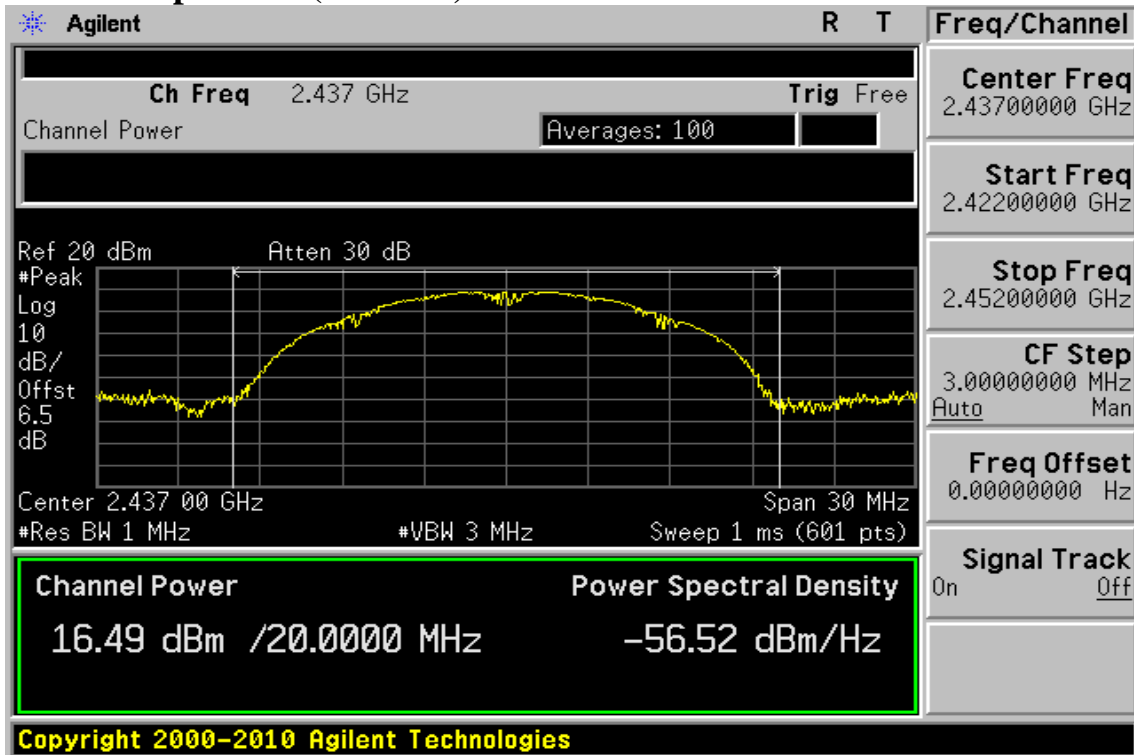 Agilent R T Freq/Channel
Ch Freq 2.437 GHz Trig Free
Channel Power Averages: 100
Ref 20 dBm Atten 30 dB
#Peak
Log
10
dB/
Offst
6.5
dB
Center 2.437 00 GHz Span 30 MHz
#Res BW 1 MHz #VBW 3 MHz Sweep 1 ms (601 pts)
Channel Power Power Spectral Density
16.49 dBm /20.0000 MHz -56.52 dBm/Hz
Copyright 2000-2010 Agilent Technologies
Center Freq
2.43700000 GHz
Start Freq
2.42200000 GHz
Stop Freq
2.45200000 GHz
CF Step
3.00000000 MHz
Auto Man
Freq Offset
0.00000000 Hz
Signal Track
On Off